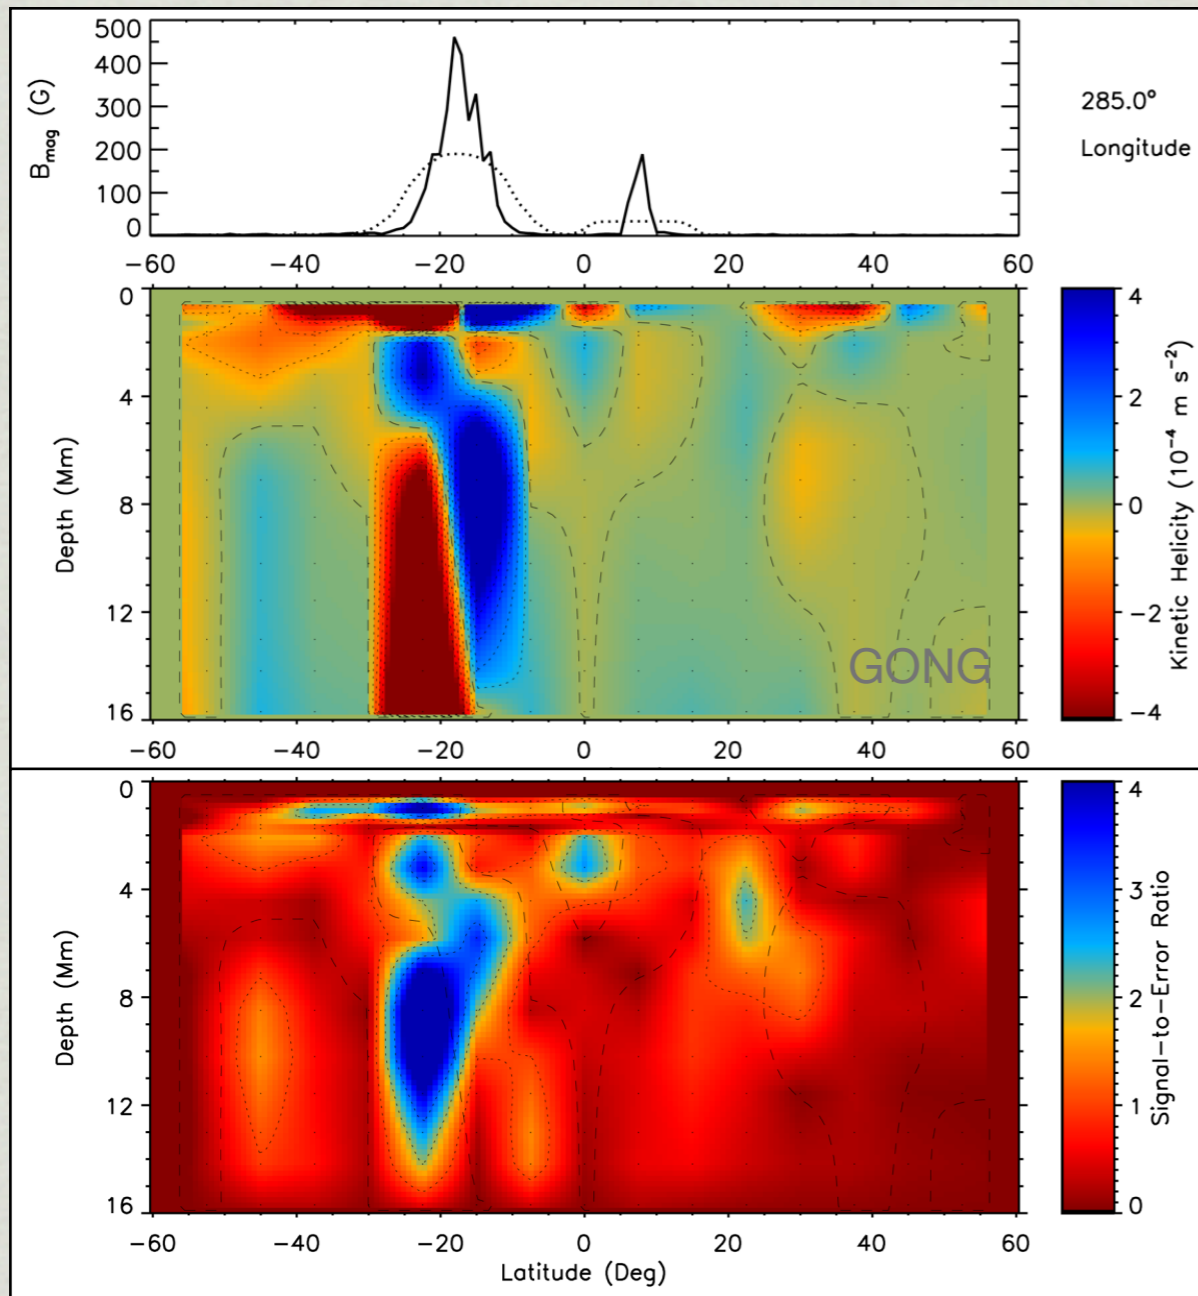 500
400
300
200
100
0
B_mag (G)
285.0°
Longitude
−60 −40 −20 0 20 40 60
0
4
8
12
16
Depth (Mm)
GONG
−60 −40 −20 0 20 40 60
4
2
0
−2
−4
Kinetic Helicity (10⁻⁴ m s⁻²)
0
4
8
12
16
Depth (Mm)
−60 −40 −20 0 20 40 60
Latitude (Deg)
4
3
2
1
0
Signal−to−Error Ratio